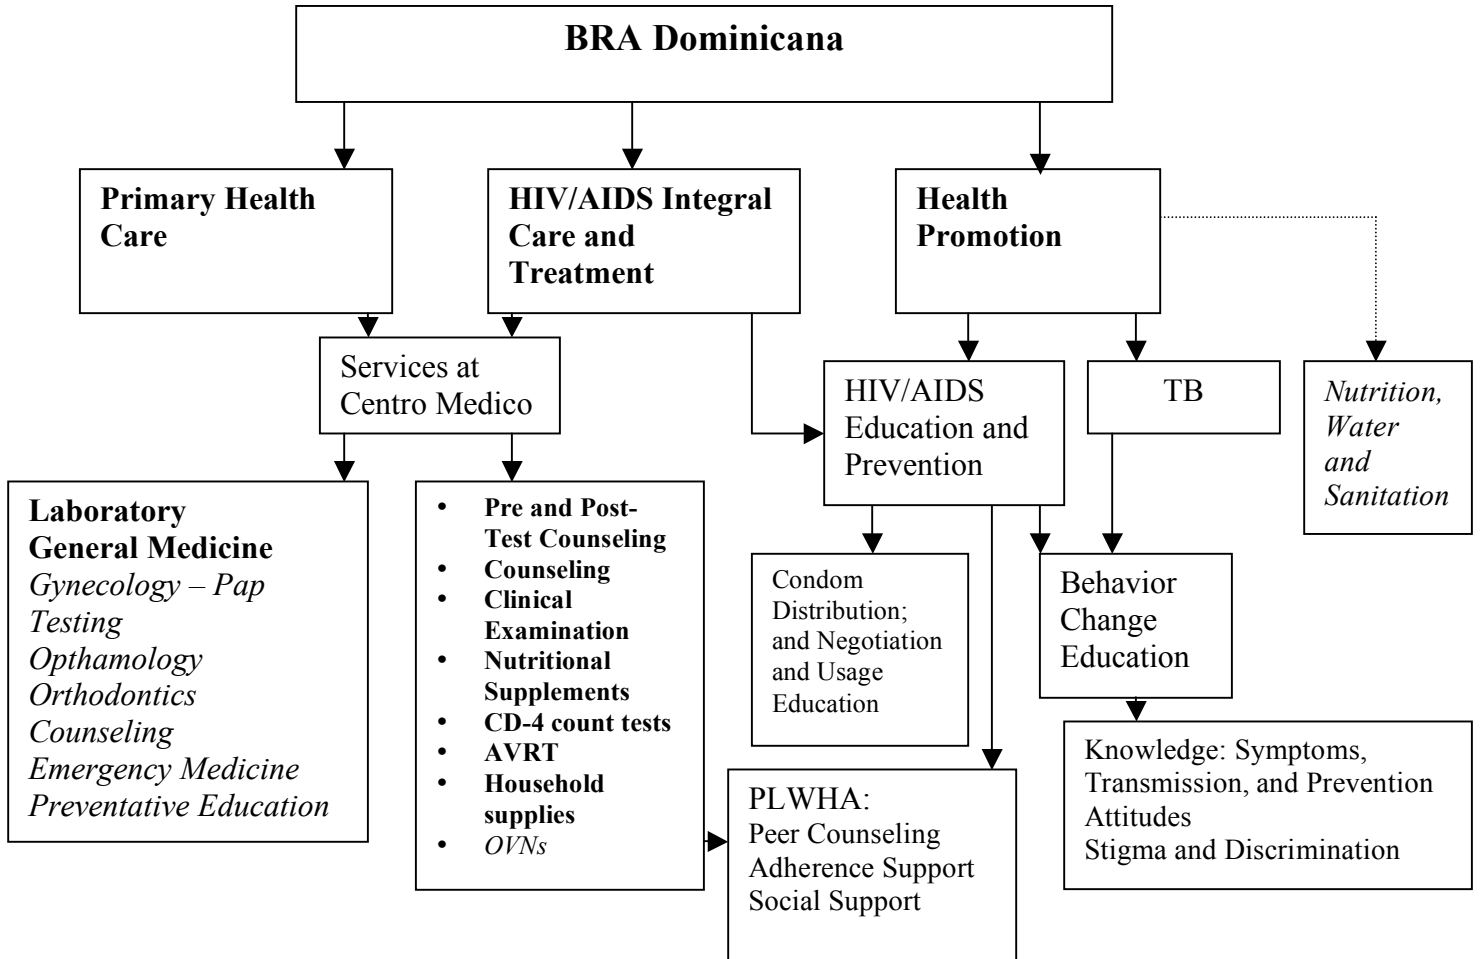 BRA Dominicana
Primary Health
Care
HIV/AIDS Integral
Care and
Treatment
Health
Promotion
Services at
Centro Medico
HIV/AIDS
Education and
Prevention
TB
Nutrition,
Water
and
Sanitation
Laboratory
General Medicine
Gynecology – Pap
Testing
Opthamology
Orthodontics
Counseling
Emergency Medicine
Preventative Education
• Pre and Post-
Test Counseling
• Counseling
• Clinical
Examination
• Nutritional
Supplements
• CD-4 count tests
• AVRT
• Household
supplies
• OVNs
Condom
Distribution;
and Negotiation
and Usage
Education
Behavior
Change
Education
PLWHA:
Peer Counseling
Adherence Support
Social Support
Knowledge: Symptoms,
Transmission, and Prevention
Attitudes
Stigma and Discrimination